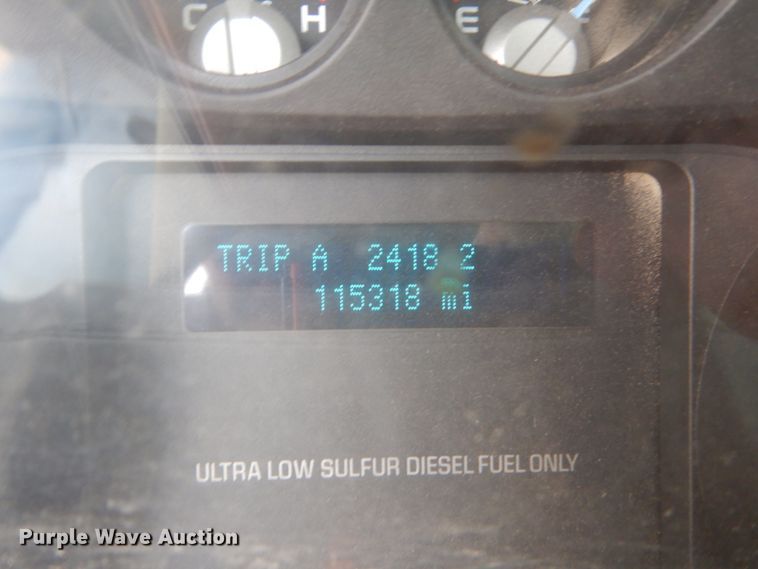 C H E
TRIP A 2418 2
115318 mi
ULTRA LOW SULFUR DIESEL FUEL ONLY
Purple Wave Auction